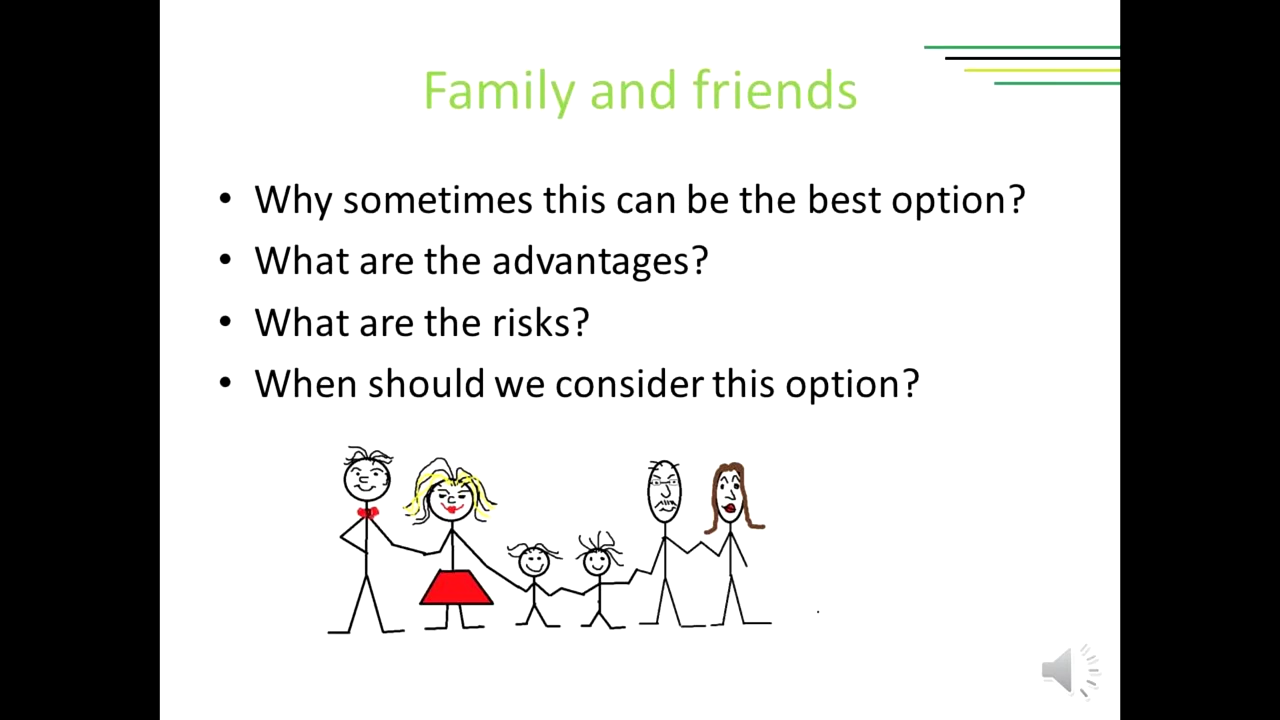 Family and friends
• Why sometimes this can be the best option?
• What are the advantages?
• What are the risks?
• When should we consider this option?